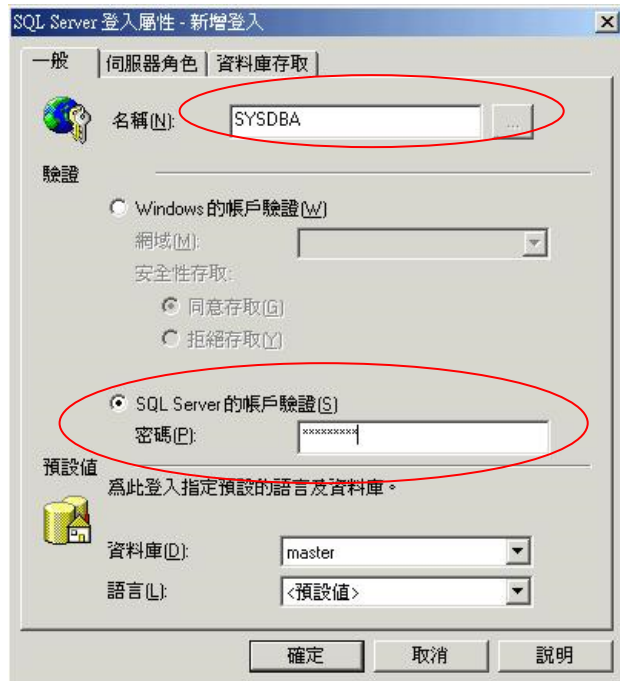 SQL Server 登入屬性 - 新增登入
一般 伺服器角色 資料庫存取
名稱(N): SYSDBA ...
驗證
Windows 的帳戶驗證(W)
網域(M):
安全性存取:
同意存取(G)
拒絕存取(Y)
SQL Server 的帳戶驗證(S)
密碼(P): *********
預設值
為此登入指定預設的語言及資料庫。
資料庫(D): master
語言(L): <預設值>
確定 取消 說明